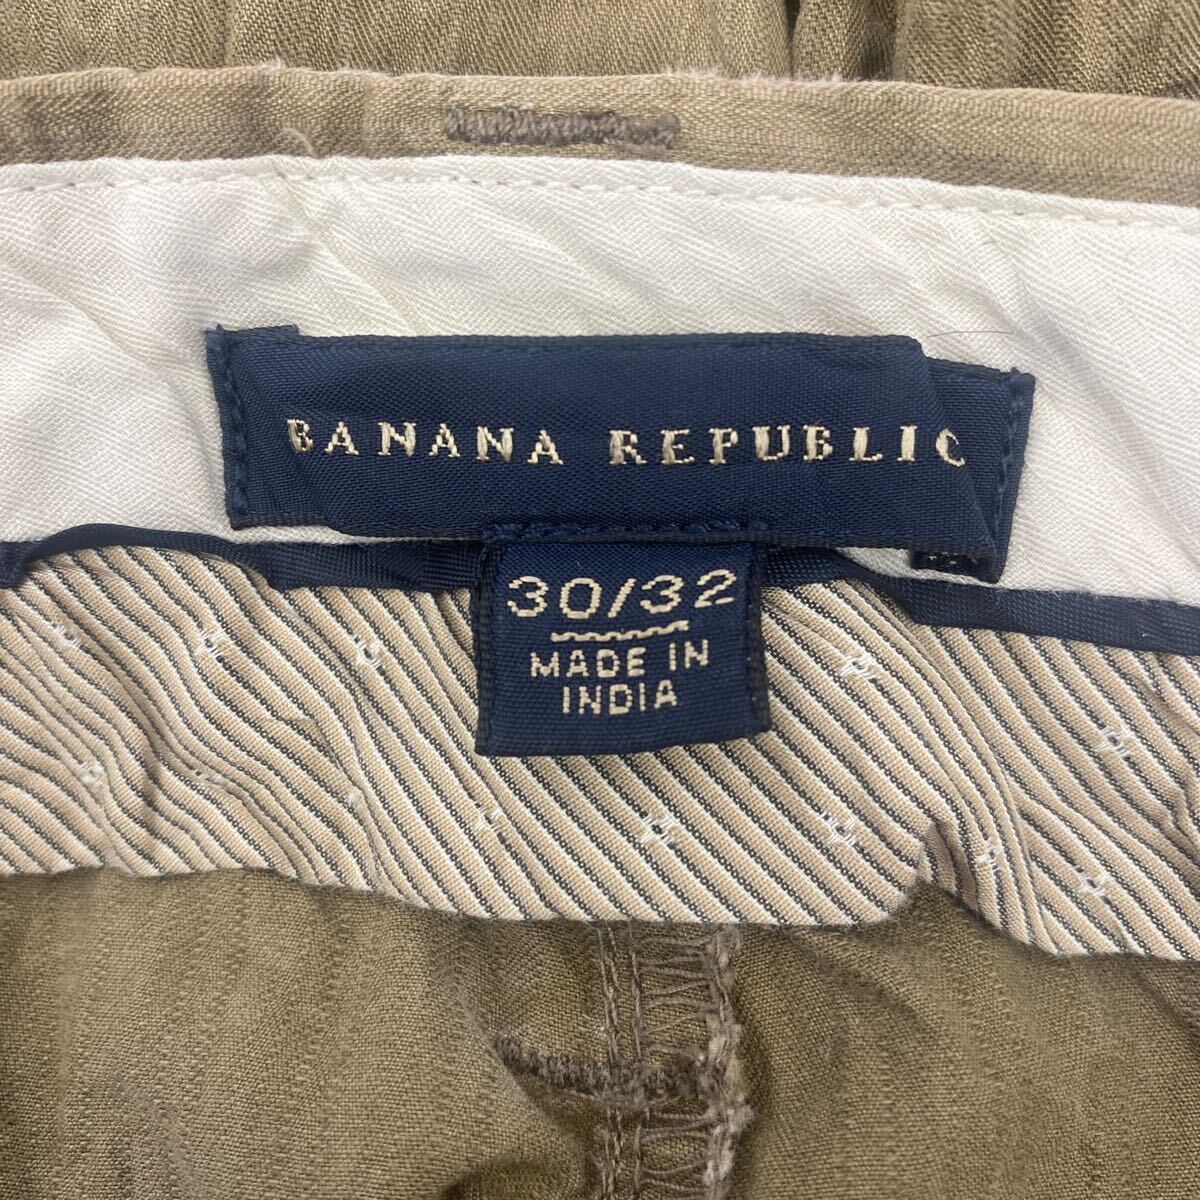 BANANA REPUBLIC
30/32
MADE IN
INDIA